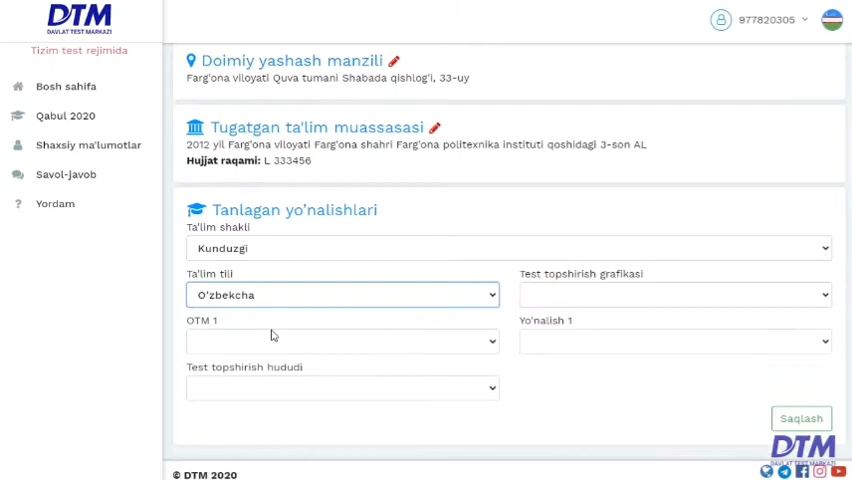 DTM
DAVLAT TEST MARKAZI
Tizim test rejimida
Bosh sahifa
Qabul 2020
Shaxsiy ma'lumotlar
Savol-javob
Yordam
977820305
Doimiy yashash manzili
Farg'ona viloyati Quva tumani Shabada qishlog'i, 33-uy
Tugatgan ta'lim muassasasi
2012 yil Farg'ona viloyati Farg'ona shahri Farg'ona politexnika instituti qoshidagi 3-son AL
Hujjat raqami: L 333456
Tanlagan yo’nalishlari
Ta'lim shakli
Kunduzgi
Ta'lim tili
Test topshirish grafikasi
O’zbekcha
OTM 1
Yo'nalish 1
Test topshirish hududi
Saqlash
DTM
DAVLAT TEST MARKAZI
© DTM 2020